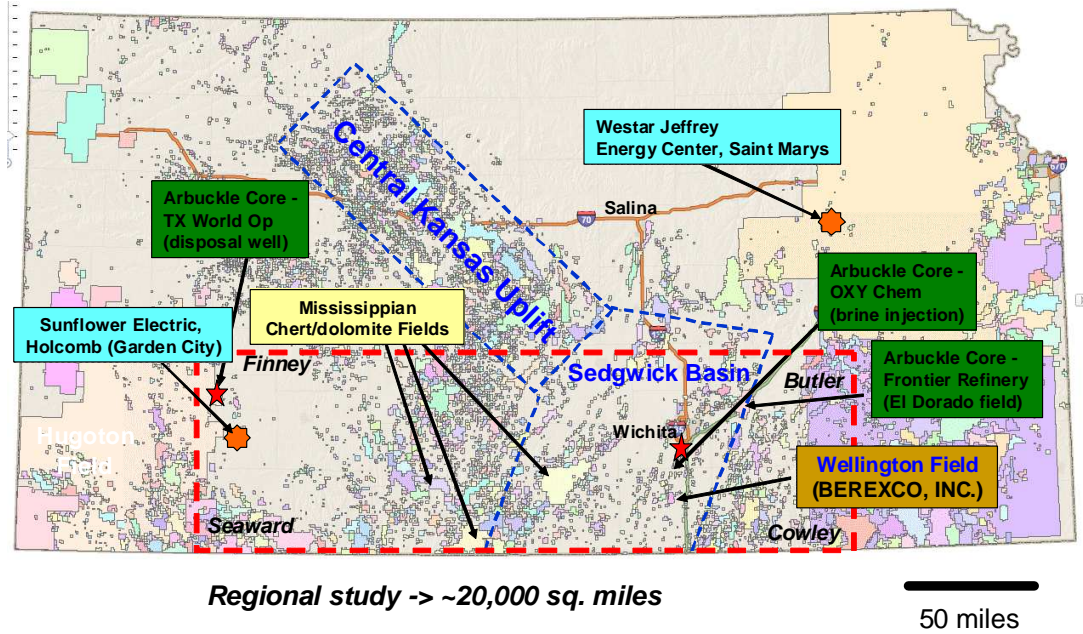 Westar Jeffrey
Energy Center, Saint Marys
Central Kansas Uplift
Arbuckle Core -
TX World Op
(disposal well)
70
Salina
570
Arbuckle Core -
OXY Chem
(brine injection)
Mississippian
Chert/dolomite Fields
Sunflower Electric,
Holcomb (Garden City)
Finney
Sedgwick Basin
Butler
Arbuckle Core -
Frontier Refinery
(El Dorado field)
Hugoton
Field
Wichita
Wellington Field
(BEREXCO, INC.)
Seaward
Cowley
Regional study -> ~20,000 sq. miles
50 miles